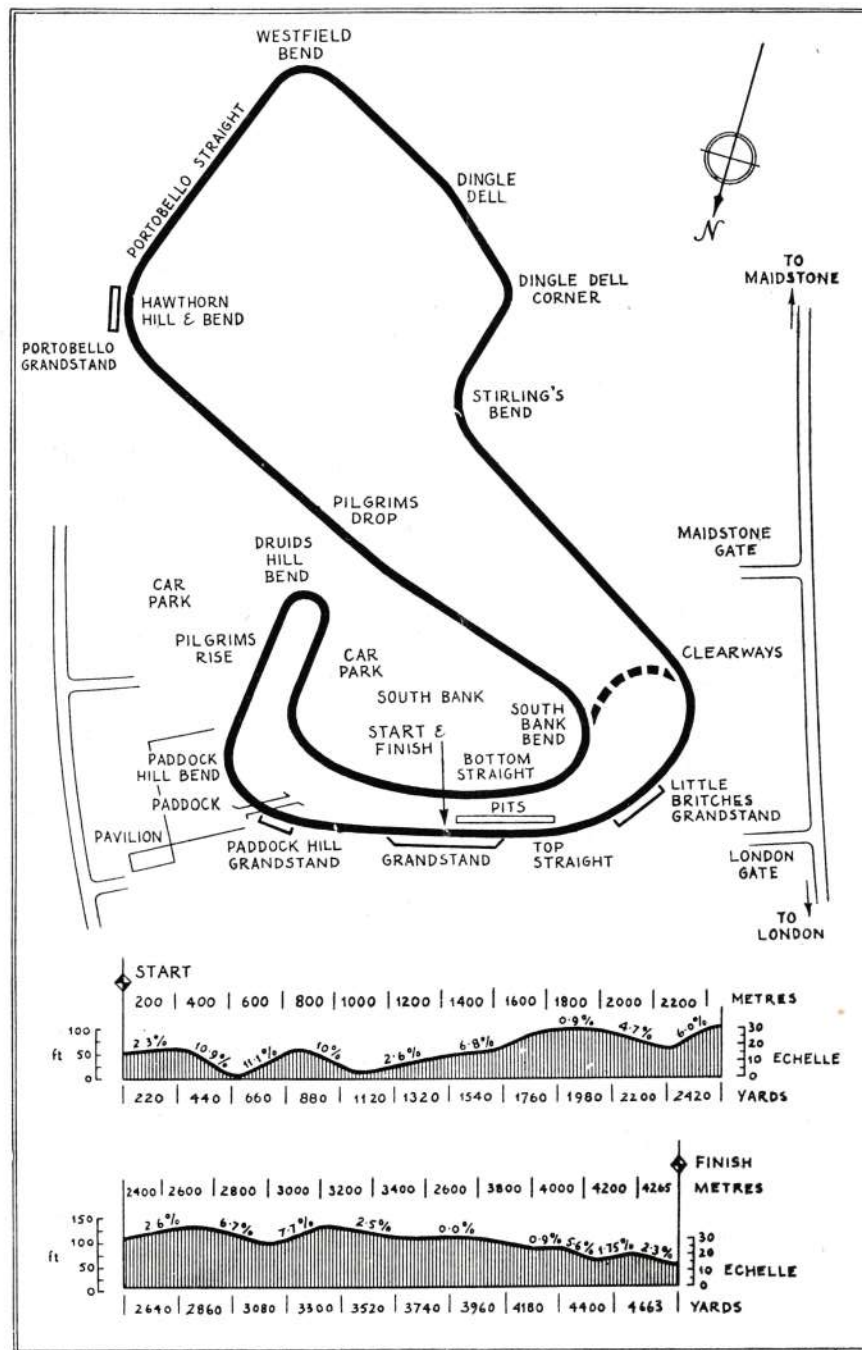 WESTFIELD
BEND
PORTOBELLO STRAIGHT
DINGLE
DELL
N
TO
MAIDSTONE
DINGLE DELL
CORNER
HAWTHORN
HILL & BEND
PORTOBELLO
GRANDSTAND
STIRLING'S
BEND
PILGRIMS
DROP
DRUIDS
HILL
BEND
MAIDSTONE
GATE
CAR
PARK
PILGRIMS
RISE
CAR
PARK
CLEARWAYS
SOUTH BANK
SOUTH
BANK
BEND
START &
FINISH
BOTTOM
STRAIGHT
PADDOCK
HILL BEND
PADDOCK
PITS
LITTLE
BRITCHES
GRANDSTAND
PAVILION
PADDOCK HILL
GRANDSTAND
GRANDSTAND
TOP
STRAIGHT
LONDON
GATE
TO
LONDON
START
200 400 600 800 1000 1200 1400 1600 1800 2000 2200 METRES
2.3% 10.9% 11.1% 10% 2.6% 6.8% 0.9% 4.7% 6.0%
ft 100 50 0
30 20 10 0 ECHELLE
220 440 660 880 1120 1320 1540 1760 1980 2200 2420 YARDS
FINISH
2400 2600 2800 3000 3200 3400 2600 3800 4000 4200 4265 METRES
2.6% 6.7% 7.7% 2.5% 0.0% 0.9% 5.6% 1.75% 2.3%
ft 150 100 50 0
30 20 10 0 ECHELLE
2640 2860 3080 3300 3520 3740 3960 4180 4400 4663 YARDS